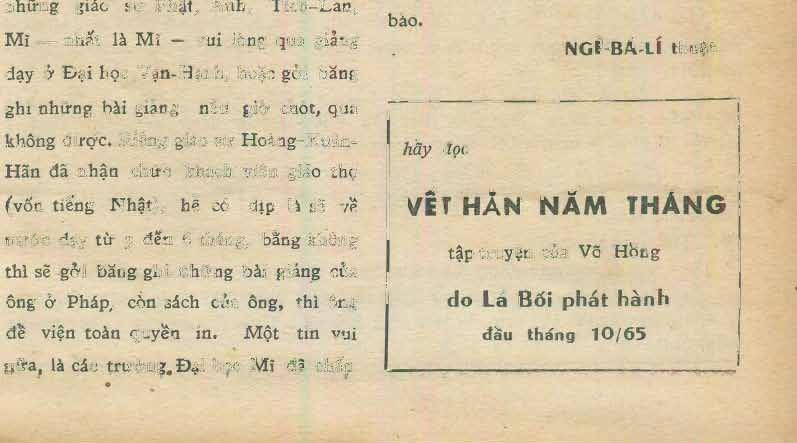 những giáo sư Nhật, Anh, Tích-Lan,
Mĩ — nhất là Mĩ — vui lòng qua giảng
dạy ở Đại học Vạn-Hạnh, hoặc gởi băng
ghi những bài giảng nếu giờ chót, qua
không được. Riêng giáo sư Hoàng-Xuân-
Hãn đã nhận chức khách viên giáo thọ
(vốn tiếng Nhật), hễ có dịp là sẽ về
nước dạy từ 3 đến 6 tháng, bằng không
thì sẽ gởi băng ghi những bài giảng của
ông ở Pháp, còn sách của ông, thì ông
để viện toàn quyền in. Một tin vui
nữa, là các trường Đại học Mĩ đã chấp
bào.
NGÊ-BÁ-LÍ thuật
hãy đọc
VẾT HẰN NĂM THÁNG
tập truyện của Võ Hồng
do Lá Bối phát hành
đầu tháng 10/65